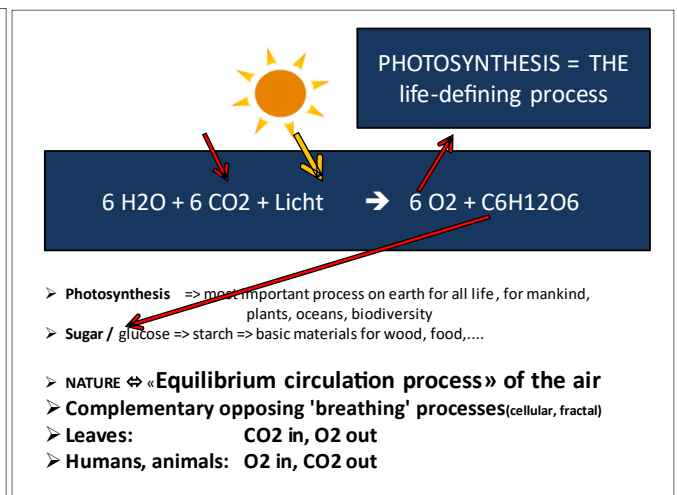 PHOTOSYNTHESIS = THE
life-defining process
6 H2O + 6 CO2 + Licht ➔ 6 O2 + C6H12O6
➢ Photosynthesis => most important process on earth for all life, for mankind,
plants, oceans, biodiversity
➢ Sugar / glucose => starch => basic materials for wood, food,....
➢ NATURE ⇔ «Equilibrium circulation process» of the air
➢ Complementary opposing 'breathing' processes(cellular, fractal)
➢ Leaves: CO2 in, O2 out
➢ Humans, animals: O2 in, CO2 out